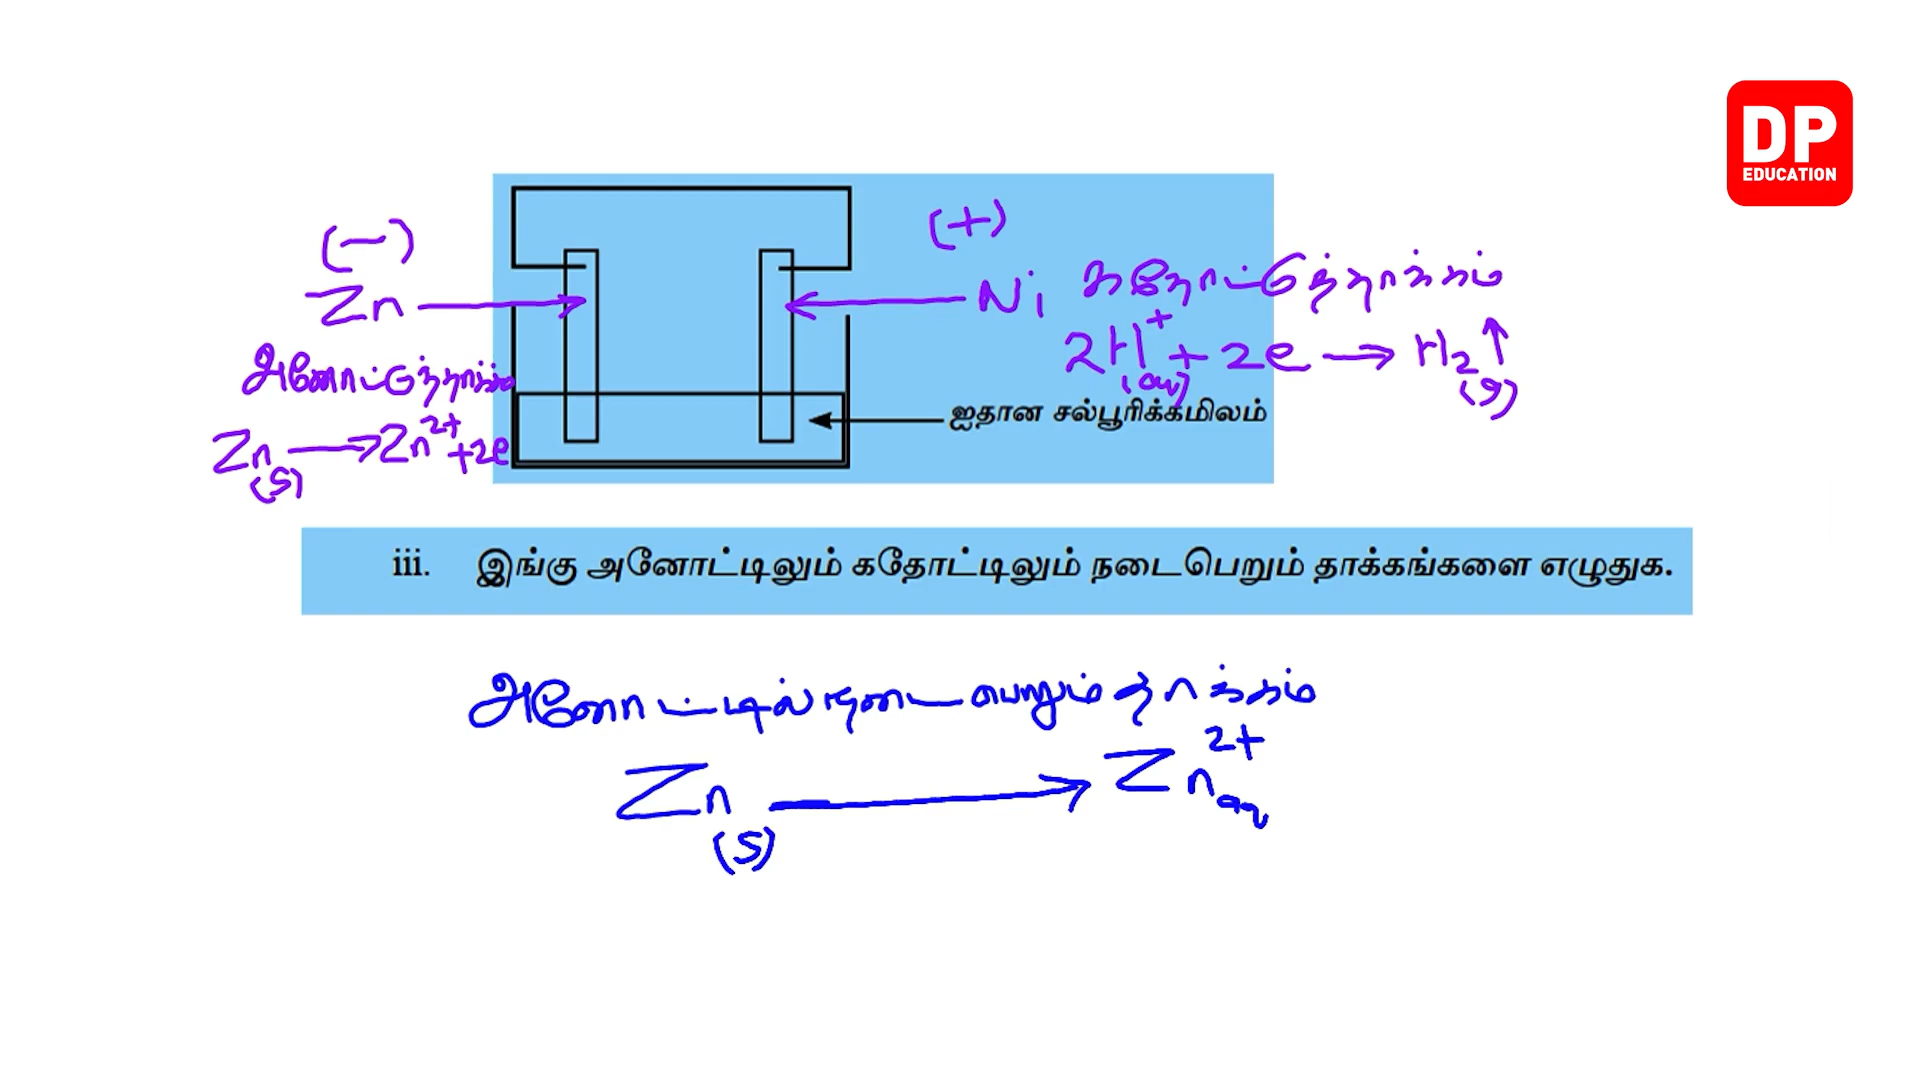 DP
EDUCATION
(−)
(+)
Zn
Ni
கதோட்டுத்தாக்கம்
2H⁺(aq) + 2e → H₂↑(g)
அனோட்டுத்தாக்கம்
ஐதான சல்பூரிக்கமிலம்
Zn(s) → Zn²⁺ + 2e
iii. இங்கு அனோட்டிலும் கதோட்டிலும் நடைபெறும் தாக்கங்களை எழுதுக.
அனோட்டில் நடைபெறும் தாக்கம்
Zn(s) → Zn²⁺aq